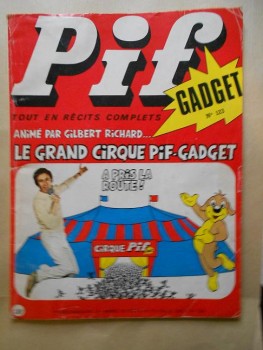 Pif
GADGET
TOUT EN RÉCITS COMPLETS
ANIMÉ PAR GILBERT RICHARD...
LE GRAND CIRQUE PIF-GADGET
A PRIS LA
ROUTE!
CIRQUE Pif